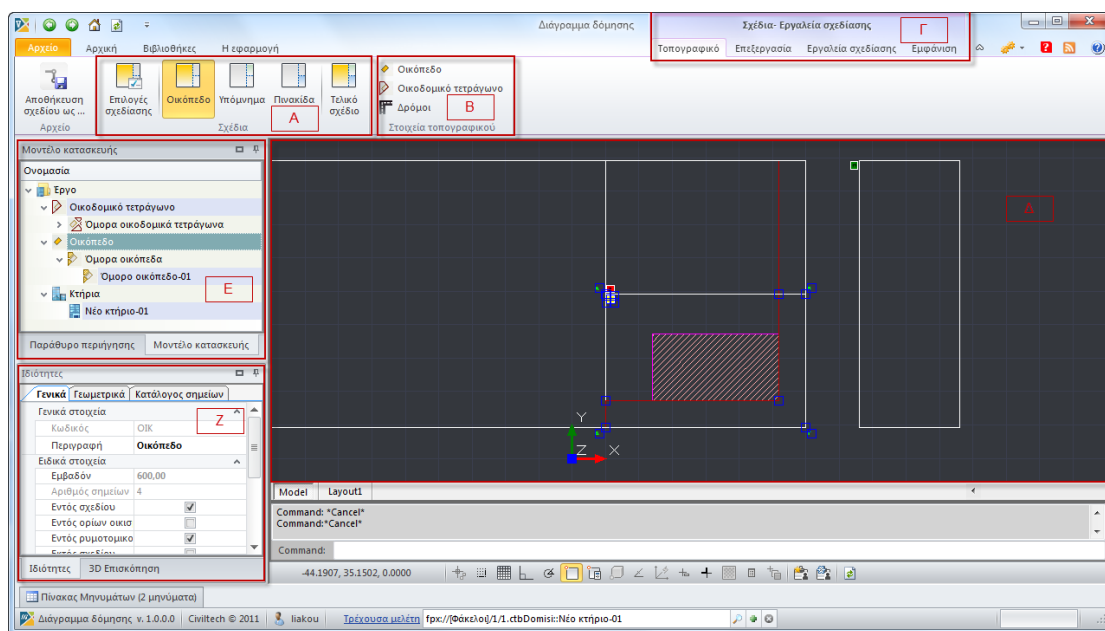 Διάγραμμα δόμησης
Σχέδια- Εργαλεία σχεδίασης
Γ
Αρχείο Αρχική Βιβλιοθήκες Η εφαρμογή Τοπογραφικό Επεξεργασία Εργαλεία σχεδίασης Εμφάνιση
Αποθήκευση σχεδίου ως ...
Αρχείο
Επιλογές σχεδίασης
Οικόπεδο
Υπόμνημα
Πινακίδα
Τελικό σχέδιο
Α
Σχέδια
Οικόπεδο
Οικοδομικό τετράγωνο
Δρόμοι
Β
Στοιχεία τοπογραφικού
Μοντέλο κατασκευής
Ονομασία
Έργο
Οικοδομικό τετράγωνο
Όμορα οικοδομικά τετράγωνα
Οικόπεδο
Όμορα οικόπεδα
Όμορο οικόπεδο-01
Ε
Κτήρια
Νέο κτήριο-01
Παράθυρο περιήγησης Μοντέλο κατασκευής
Δ
Y
Z X
Ιδιότητες
Γενικά Γεωμετρικά Κατάλογος σημείων
Γενικά στοιχεία
Ζ
Κωδικός ΟΙΚ
Περιγραφή Οικόπεδο
Ειδικά στοιχεία
Εμβαδόν 600,00
Αριθμός σημείων 4
Εντός σχεδίου
Εντός ορίων οικισ
Εντός ρυμοτομικο
Εκτός σχεδίου
Ιδιότητες 3D Επισκόπηση
Model Layout1
Command: *Cancel*
Command:*Cancel*
Command:
-44.1907, 35.1502, 0.0000
Πίνακας Μηνυμάτων (2 μηνύματα)
Διάγραμμα δόμησης v. 1.0.0.0 Civiltech © 2011 liakou Τρέχουσα μελέτη fpx://[Φάκελοι]/1/1.ctbDomisi::Νέο κτήριο-01